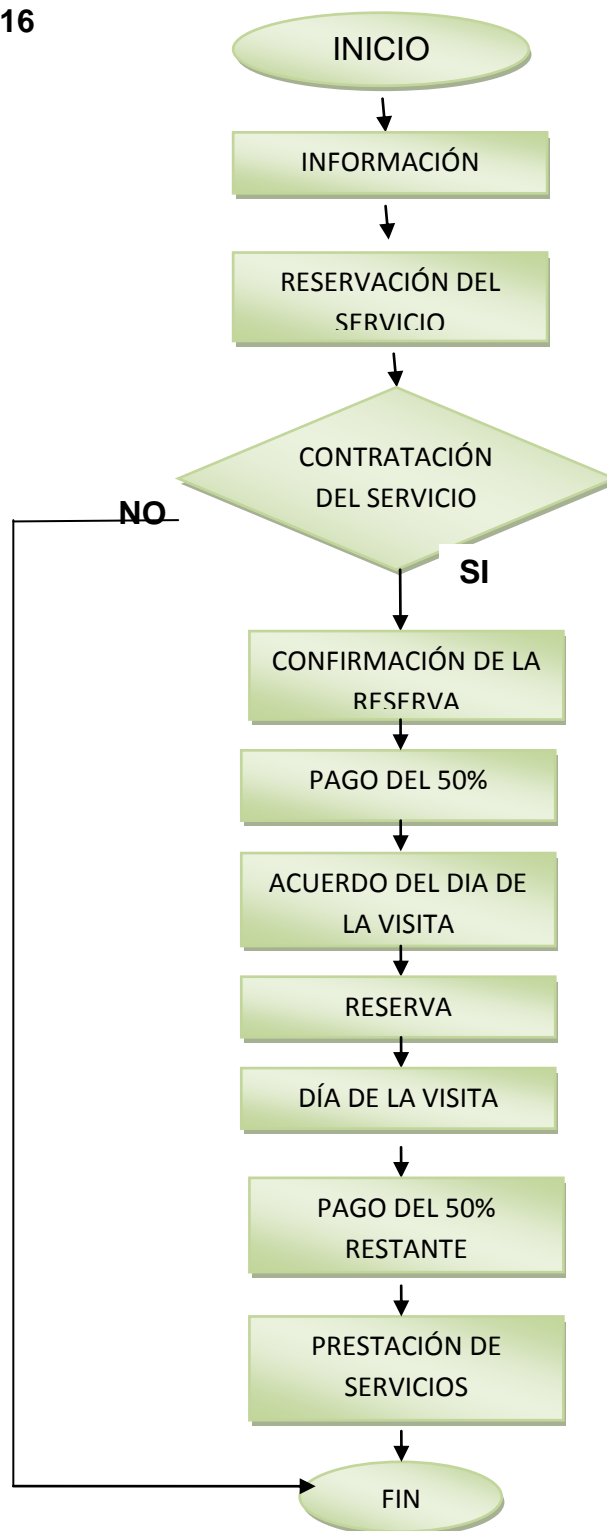 16
INICIO
INFORMACIÓN
RESERVACIÓN DEL
SERVICIO
CONTRATACIÓN
DEL SERVICIO
NO
SI
CONFIRMACIÓN DE LA
RESERVA
PAGO DEL 50%
ACUERDO DEL DIA DE
LA VISITA
RESERVA
DÍA DE LA VISITA
PAGO DEL 50%
RESTANTE
PRESTACIÓN DE
SERVICIOS
FIN